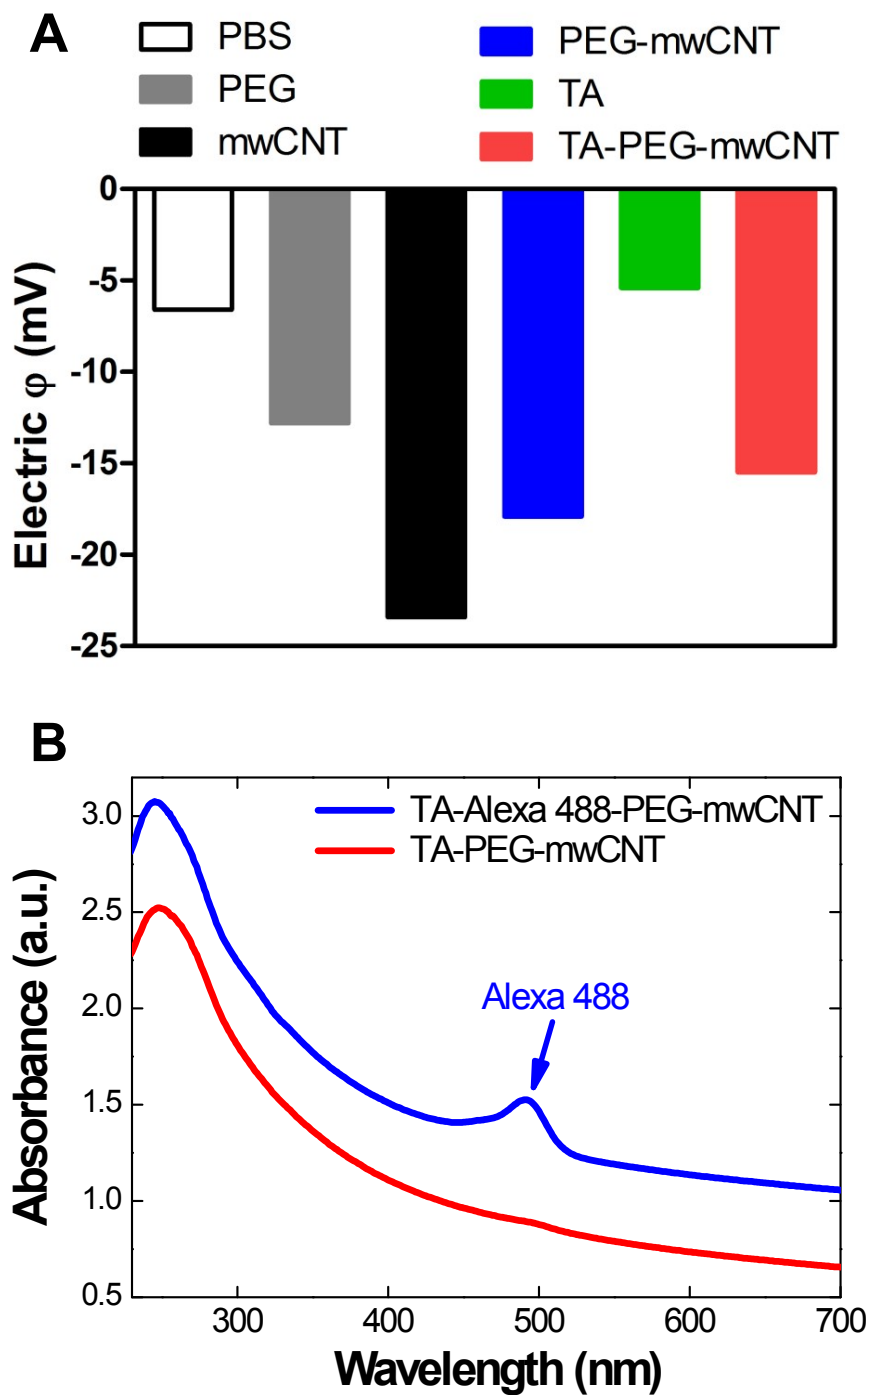 A
PBS
PEG
mwCNT
PEG-mwCNT
TA
TA-PEG-mwCNT
0
-5
-10
-15
-20
-25
Electric φ (mV)
B
TA-Alexa 488-PEG-mwCNT
TA-PEG-mwCNT
Alexa 488
3.0
2.5
2.0
1.5
1.0
0.5
Absorbance (a.u.)
300 400 500 600 700
Wavelength (nm)